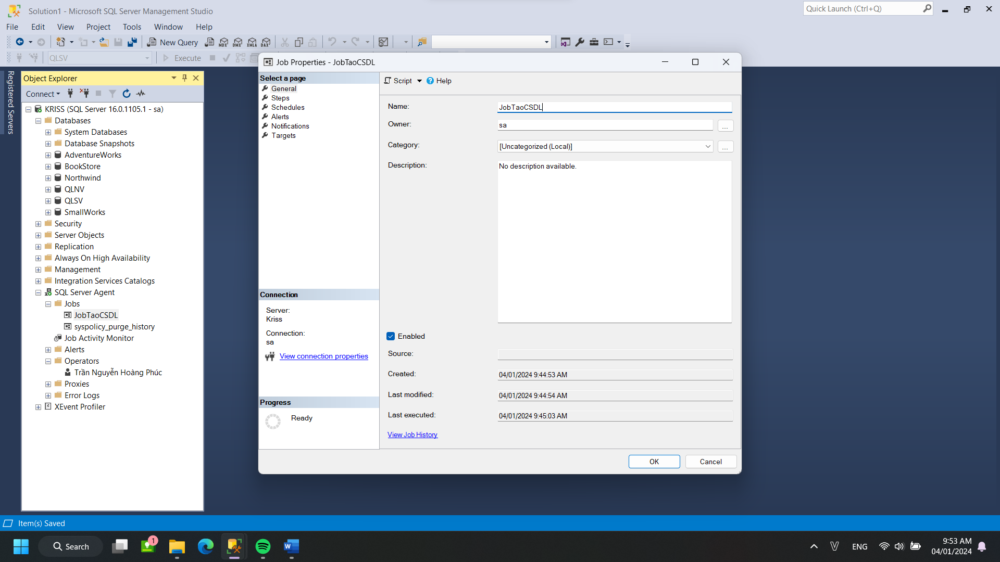 Solution1 - Microsoft SQL Server Management Studio
Quick Launch (Ctrl+Q)
File Edit View Project Tools Window Help
New Query MDX DMX XMLA DAX
QLSV Execute
Registered Servers
Object Explorer
Connect
KRISS (SQL Server 16.0.1105.1 - sa)
Databases
System Databases
Database Snapshots
AdventureWorks
BookStore
Northwind
QLNV
QLSV
SmallWorks
Security
Server Objects
Replication
Always On High Availability
Management
Integration Services Catalogs
SQL Server Agent
Jobs
JobTaoCSDL
syspolicy_purge_history
Job Activity Monitor
Alerts
Operators
Trần Nguyễn Hoàng Phúc
Proxies
Error Logs
XEvent Profiler
Job Properties - JobTaoCSDL
Select a page
General
Steps
Schedules
Alerts
Notifications
Targets
Connection
Server:
Kriss
Connection:
sa
View connection properties
Progress
Ready
Script Help
Name: JobTaoCSDL
Owner: sa ...
Category: [Uncategorized (Local)] ...
Description: No description available.
Enabled
Source:
Created: 04/01/2024 9:44:53 AM
Last modified: 04/01/2024 9:44:54 AM
Last executed: 04/01/2024 9:45:03 AM
View Job History
OK Cancel
Item(s) Saved
Search 1 ENG 9:53 AM
04/01/2024